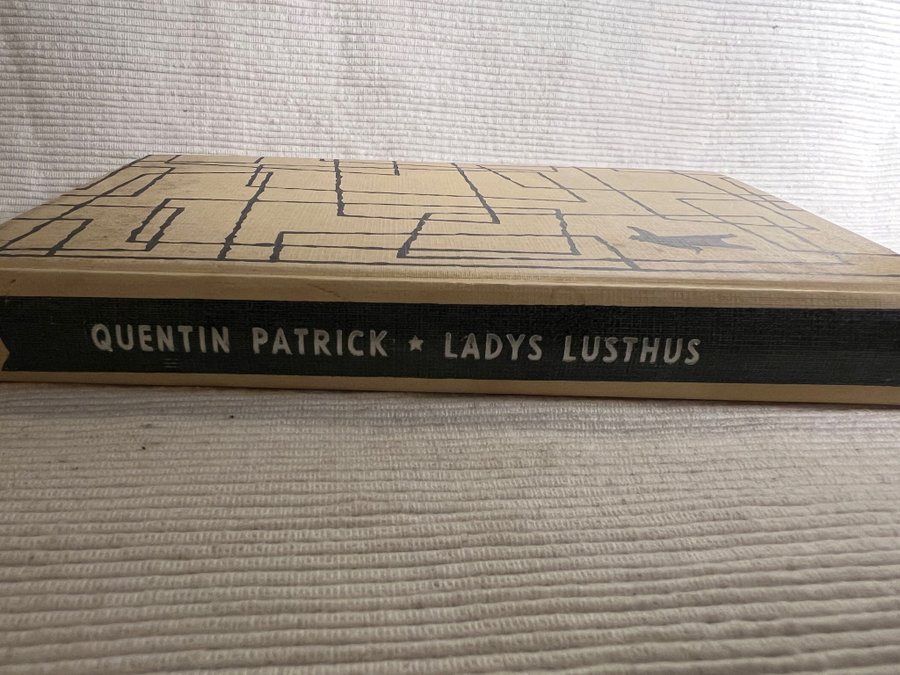 QUENTIN PATRICK ★ LADYS LUSTHUS